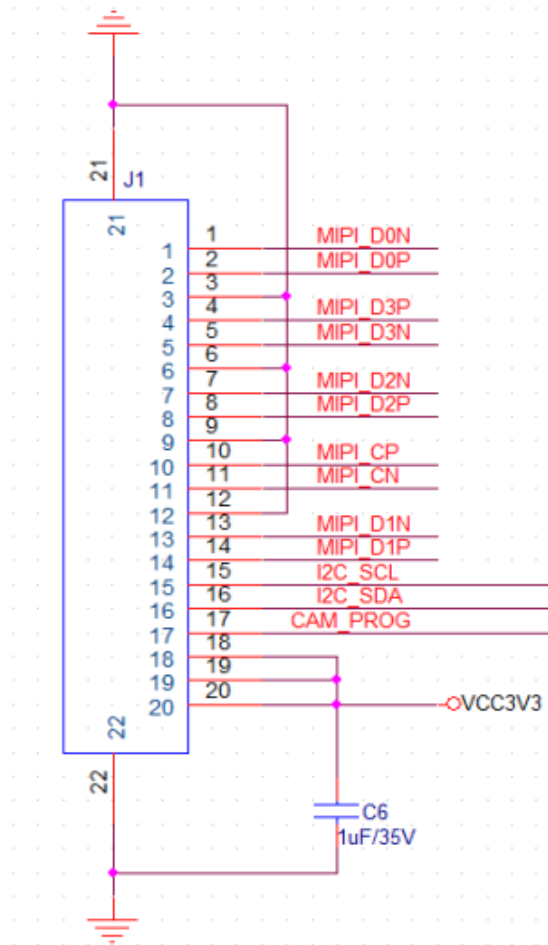 21
J1
21
1 1 MIPI_D0N
2 2 MIPI_D0P
3 3
4 4 MIPI_D3P
5 5 MIPI_D3N
6 6
7 7 MIPI_D2N
8 8 MIPI_D2P
9 9
10 10 MIPI_CP
11 11 MIPI_CN
12 12
13 13 MIPI_D1N
14 14 MIPI_D1P
15 15 I2C_SCL
16 16 I2C_SDA
17 17 CAM_PROG
18 18
19 19
20 20 VCC3V3
22
22
C6
1uF/35V